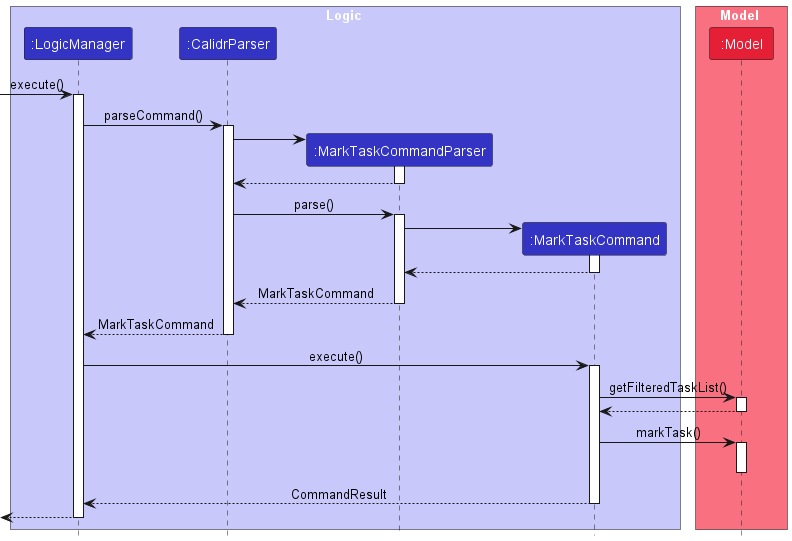 Logic
Model
:LogicManager
:CalidrParser
:Model
execute()
parseCommand()
:MarkTaskCommandParser
parse()
:MarkTaskCommand
MarkTaskCommand
MarkTaskCommand
execute()
getFilteredTaskList()
markTask()
CommandResult